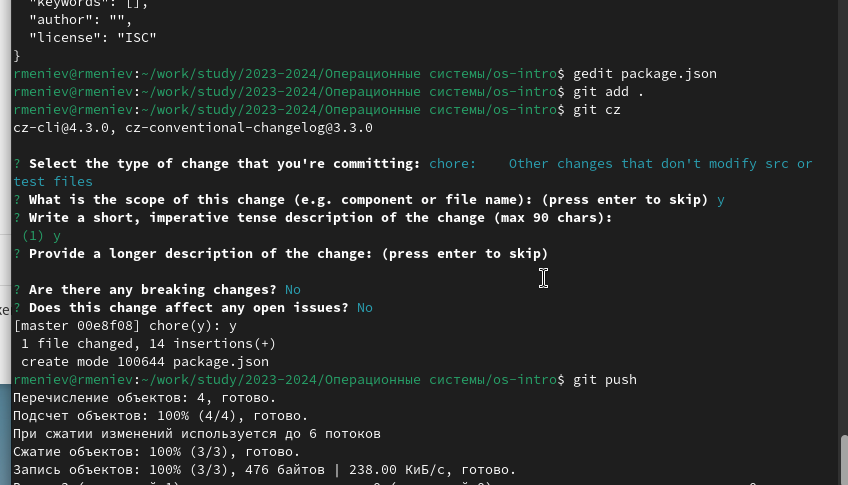 "keywords": [],
"author": "",
"license": "ISC"
}
rmeniev@rmeniev:~/work/study/2023-2024/Операционные системы/os-intro$ gedit package.json
rmeniev@rmeniev:~/work/study/2023-2024/Операционные системы/os-intro$ git add .
rmeniev@rmeniev:~/work/study/2023-2024/Операционные системы/os-intro$ git cz
cz-cli@4.3.0, cz-conventional-changelog@3.3.0
? Select the type of change that you're committing: chore:    Other changes that don't modify src or
test files
? What is the scope of this change (e.g. component or file name): (press enter to skip) y
? Write a short, imperative tense description of the change (max 90 chars):
(1) y
? Provide a longer description of the change: (press enter to skip)
? Are there any breaking changes? No
? Does this change affect any open issues? No
[master 00e8f08] chore(y): y
1 file changed, 14 insertions(+)
create mode 100644 package.json
rmeniev@rmeniev:~/work/study/2023-2024/Операционные системы/os-intro$ git push
Перечисление объектов: 4, готово.
Подсчет объектов: 100% (4/4), готово.
При сжатии изменений используется до 6 потоков
Сжатие объектов: 100% (3/3), готово.
Запись объектов: 100% (3/3), 476 байтов | 238.00 КиБ/с, готово.